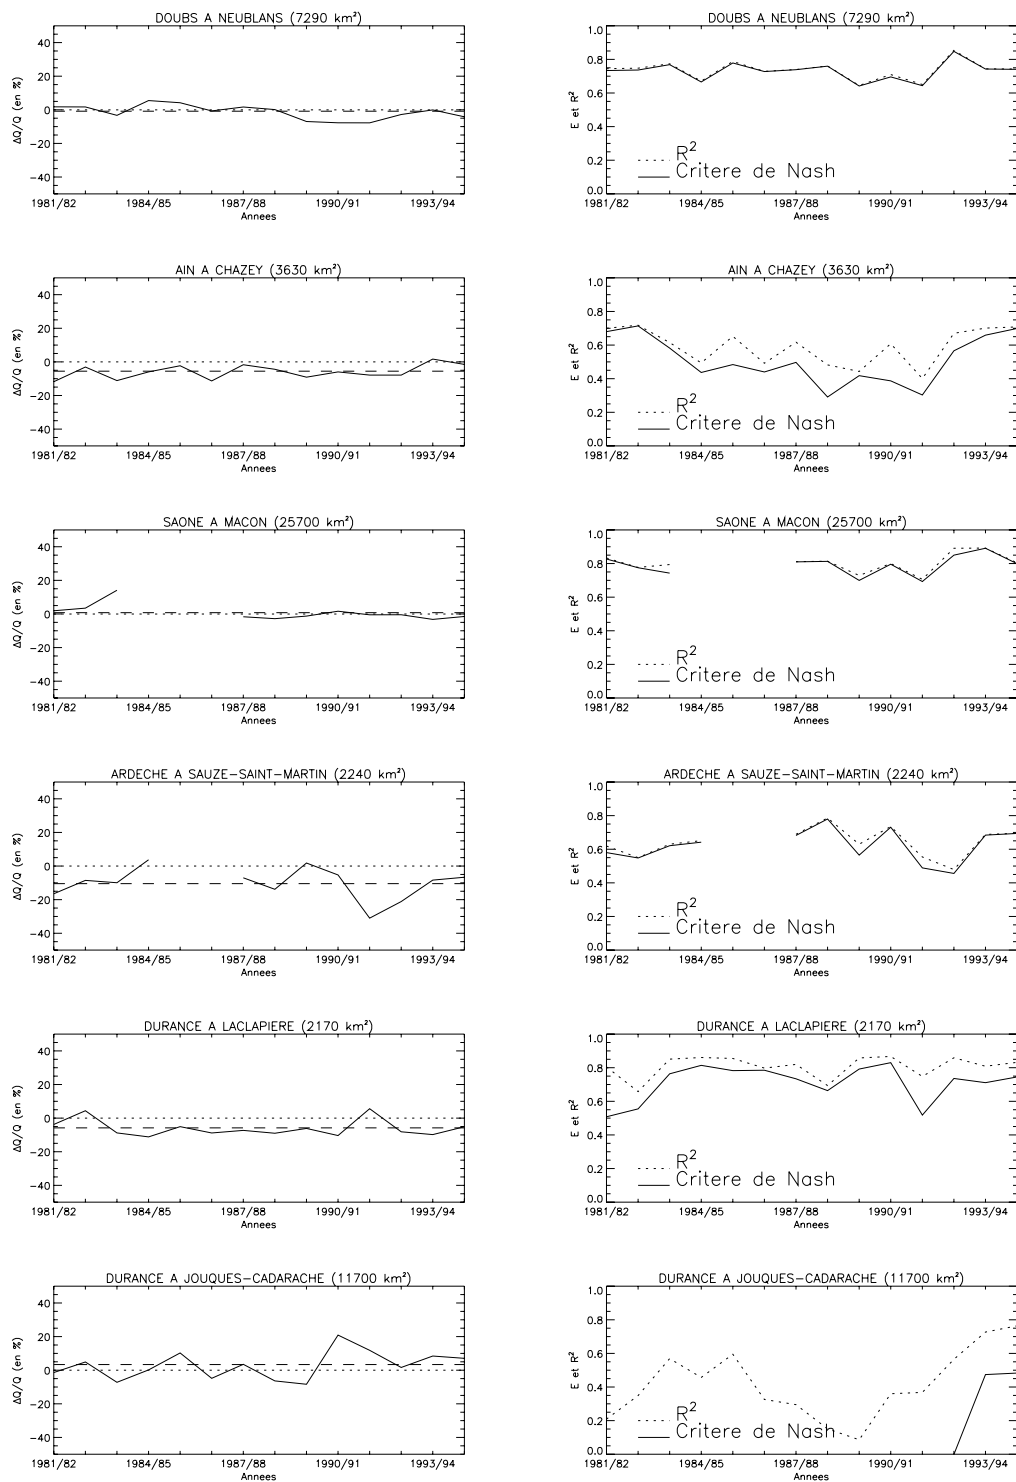 DOUBS A NEUBLANS (7290 km²)
ΔQ/Q (en %)
40
20
0
−20
−40
1981/82 1984/85 1987/88 1990/91 1993/94
Annees
DOUBS A NEUBLANS (7290 km²)
E et R²
1.0
0.8
0.6
0.4
0.2
0.0
R²
Critere de Nash
1981/82 1984/85 1987/88 1990/91 1993/94
Annees
AIN A CHAZEY (3630 km²)
ΔQ/Q (en %)
40
20
0
−20
−40
1981/82 1984/85 1987/88 1990/91 1993/94
Annees
AIN A CHAZEY (3630 km²)
E et R²
1.0
0.8
0.6
0.4
0.2
0.0
R²
Critere de Nash
1981/82 1984/85 1987/88 1990/91 1993/94
Annees
SAONE A MACON (25700 km²)
ΔQ/Q (en %)
40
20
0
−20
−40
1981/82 1984/85 1987/88 1990/91 1993/94
Annees
SAONE A MACON (25700 km²)
E et R²
1.0
0.8
0.6
0.4
0.2
0.0
R²
Critere de Nash
1981/82 1984/85 1987/88 1990/91 1993/94
Annees
ARDECHE A SAUZE−SAINT−MARTIN (2240 km²)
ΔQ/Q (en %)
40
20
0
−20
−40
1981/82 1984/85 1987/88 1990/91 1993/94
Annees
ARDECHE A SAUZE−SAINT−MARTIN (2240 km²)
E et R²
1.0
0.8
0.6
0.4
0.2
0.0
R²
Critere de Nash
1981/82 1984/85 1987/88 1990/91 1993/94
Annees
DURANCE A LACLAPIERE (2170 km²)
ΔQ/Q (en %)
40
20
0
−20
−40
1981/82 1984/85 1987/88 1990/91 1993/94
Annees
DURANCE A LACLAPIERE (2170 km²)
E et R²
1.0
0.8
0.6
0.4
0.2
0.0
R²
Critere de Nash
1981/82 1984/85 1987/88 1990/91 1993/94
Annees
DURANCE A JOUQUES−CADARACHE (11700 km²)
ΔQ/Q (en %)
40
20
0
−20
−40
1981/82 1984/85 1987/88 1990/91 1993/94
Annees
DURANCE A JOUQUES−CADARACHE (11700 km²)
E et R²
1.0
0.8
0.6
0.4
0.2
0.0
R²
Critere de Nash
1981/82 1984/85 1987/88 1990/91 1993/94
Annees